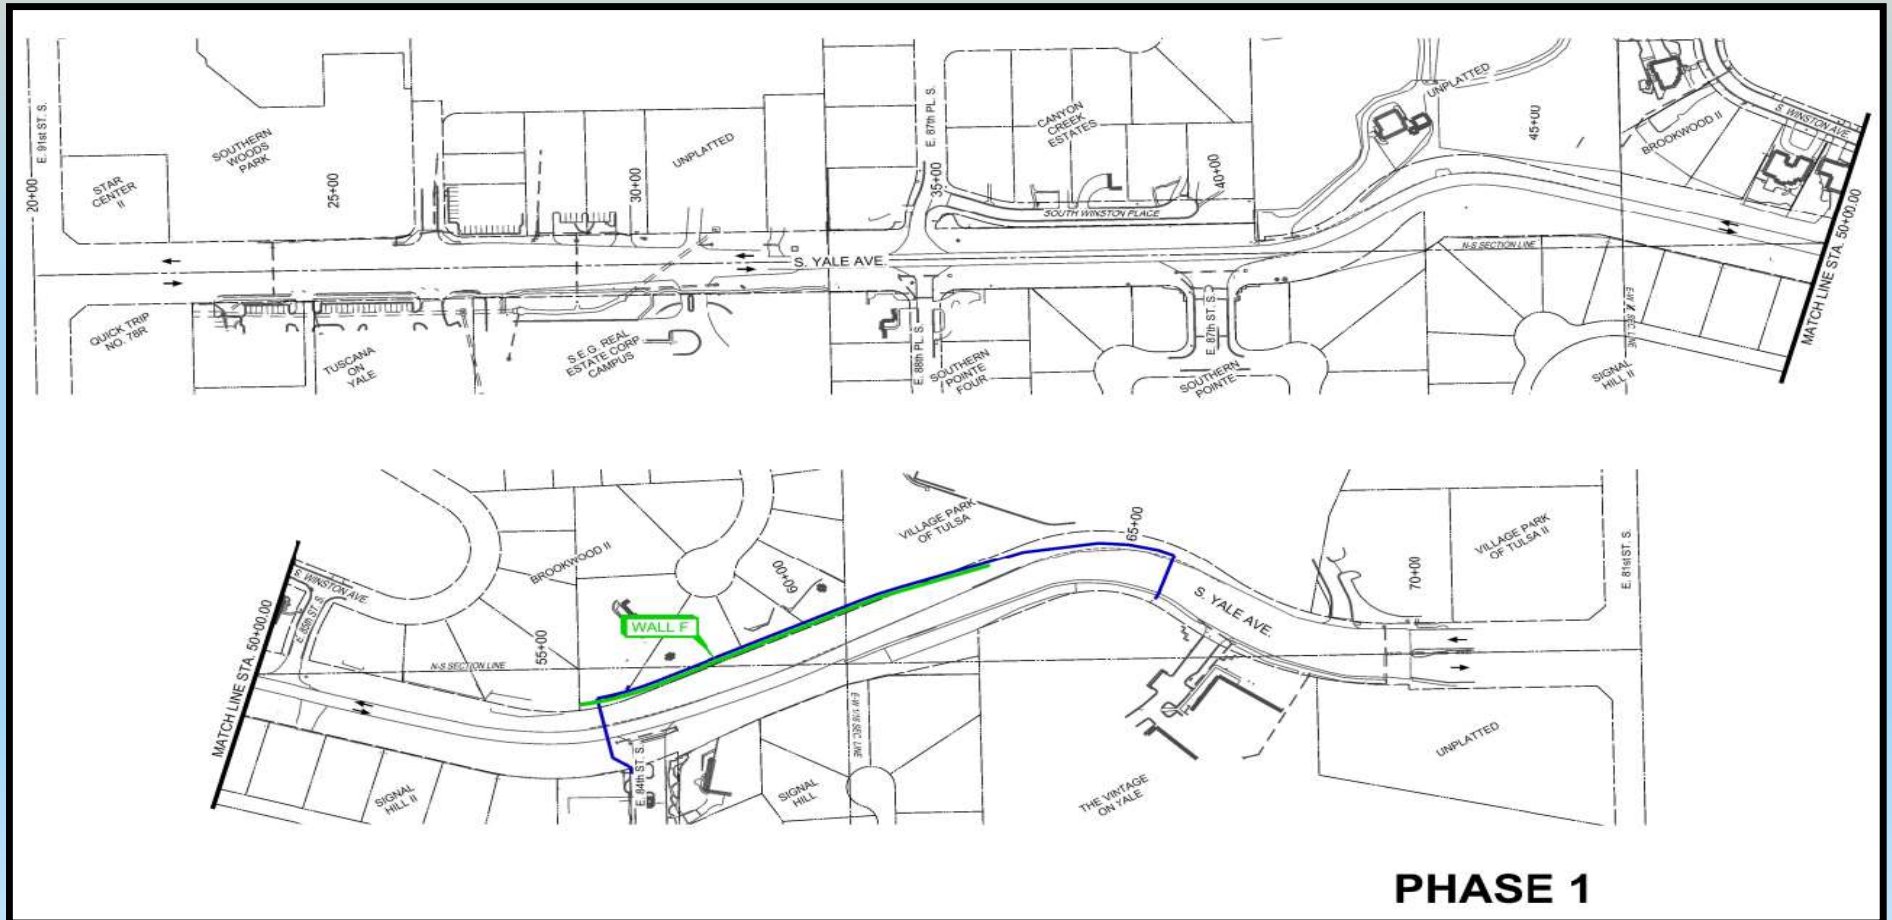 E. 91st ST. S.
20+00
STAR
CENTER
II
SOUTHERN
WOODS
PARK
25+00
30+00
UNPLATTED
E. 87th PL. S.
35+00
CANYON
CREEK
ESTATES
40+00
SOUTH WINSTON PLACE
UNPLATTED
45+00
BROOKWOOD II
S. WINSTON AVE.
S. YALE AVE.
N-S SECTION LINE
MATCH LINE STA. 50+00.00
QUICK TRIP
NO. 78R
TUSCANA
ON
YALE
S.E.G. REAL
ESTATE CORP
CAMPUS
E. 88th PL. S.
SOUTHERN
POINTE
FOUR
E. 87th ST. S.
SOUTHERN
POINTE
SIGNAL
HILL II
MATCH LINE STA. 50+00.00
S. WINSTON AVE.
E. 85th ST. S.
BROOKWOOD II
WALL F
N-S SECTION LINE
55+00
60+00
VILLAGE PARK
OF TULSA
65+00
S. YALE AVE.
70+00
VILLAGE PARK
OF TULSA II
E. 81st ST. S.
SIGNAL
HILL II
E. 84th ST. S.
SIGNAL
HILL
E-W 1/16 SEC LINE
THE VINTAGE
ON YALE
UNPLATTED
PHASE 1